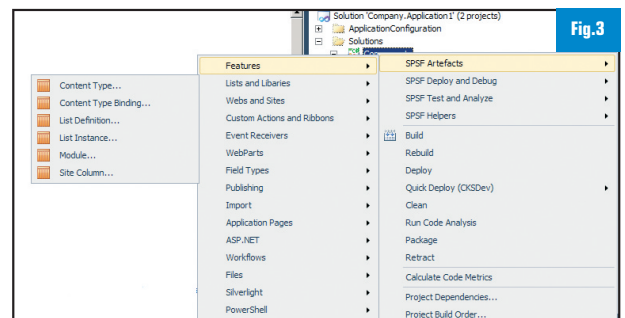 Solution 'Company.Application1' (2 projects)
ApplicationConfiguration
Solutions
Fig.3
Features
Lists and Libaries
Webs and Sites
Custom Actions and Ribbons
Event Receivers
WebParts
Field Types
Publishing
Import
Application Pages
ASP.NET
Workflows
Files
Silverlight
PowerShell
SPSF Artefacts
SPSF Deploy and Debug
SPSF Test and Analyze
SPSF Helpers
Build
Rebuild
Deploy
Quick Deploy (CKSDev)
Clean
Run Code Analysis
Package
Retract
Calculate Code Metrics
Project Dependencies...
Project Build Order...
Content Type...
Content Type Binding...
List Definition...
List Instance...
Module...
Site Column...